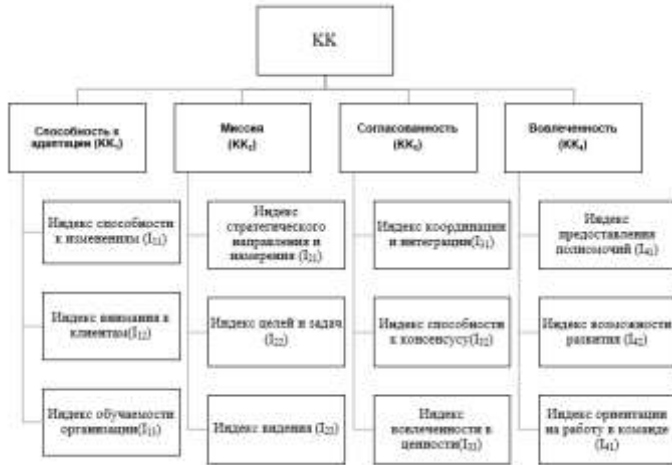 КК
Способность к
адаптации (КК₁)
Миссия
(КК₂)
Согласованность
(КК₃)
Вовлеченность
(КК₄)
Индекс способности
к изменениям (I₁₁)
Индекс внимания к
клиентам(I₁₂)
Индекс обучаемости
организации(I₁₃)
Индекс
стратегического
направления и
намерения (I₂₁)
Индекс целей и задач
(I₂₂)
Индекс видения (I₂₃)
Индекс координации
и интеграции(I₃₁)
Индекс способности
к консенсусу(I₃₂)
Индекс
вовлеченности в
ценности(I₃₃)
Индекс
предоставления
полномочий (I₄₁)
Индекс возможности
развития (I₄₂)
Индекс ориентации
на работу в команде
(I₄₁)